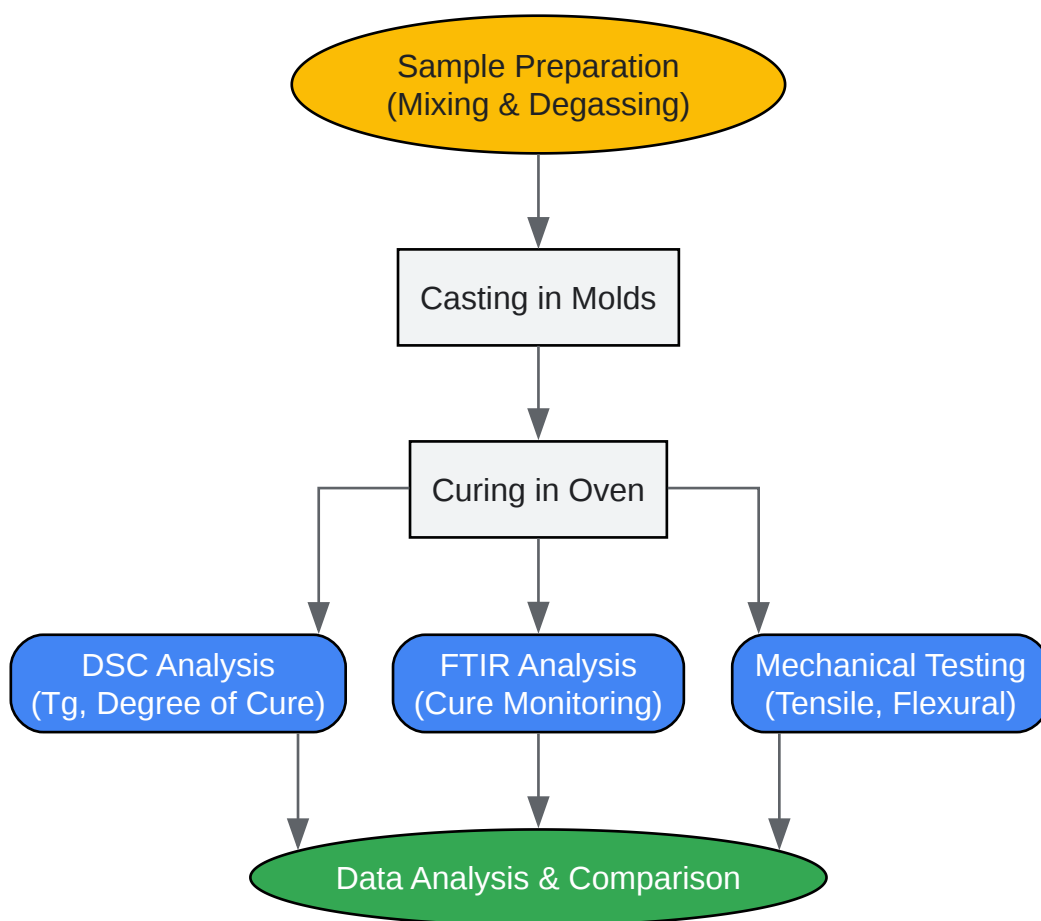 Sample Preparation
(Mixing & Degassing)
Casting in Molds
Curing in Oven
DSC Analysis
(Tg, Degree of Cure)
FTIR Analysis
(Cure Monitoring)
Mechanical Testing
(Tensile, Flexural)
Data Analysis & Comparison